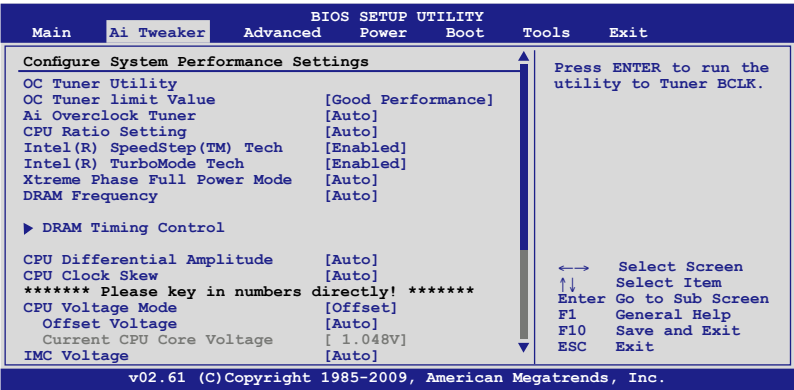 BIOS SETUP UTILITY
Main Ai Tweaker Advanced Power Boot Tools Exit
Configure System Performance Settings
OC Tuner Utility
OC Tuner limit Value [Good Performance]
Ai Overclock Tuner [Auto]
CPU Ratio Setting [Auto]
Intel(R) SpeedStep(TM) Tech [Enabled]
Intel(R) TurboMode Tech [Enabled]
Xtreme Phase Full Power Mode [Auto]
DRAM Frequency [Auto]
DRAM Timing Control
CPU Differential Amplitude [Auto]
CPU Clock Skew [Auto]
******* Please key in numbers directly! *******
CPU Voltage Mode [Offset]
Offset Voltage [Auto]
Current CPU Core Voltage [ 1.048V]
IMC Voltage [Auto]
Press ENTER to run the
utility to Tuner BCLK.
←→ Select Screen
↑↓ Select Item
Enter Go to Sub Screen
F1 General Help
F10 Save and Exit
ESC Exit
v02.61 (C)Copyright 1985-2009, American Megatrends, Inc.